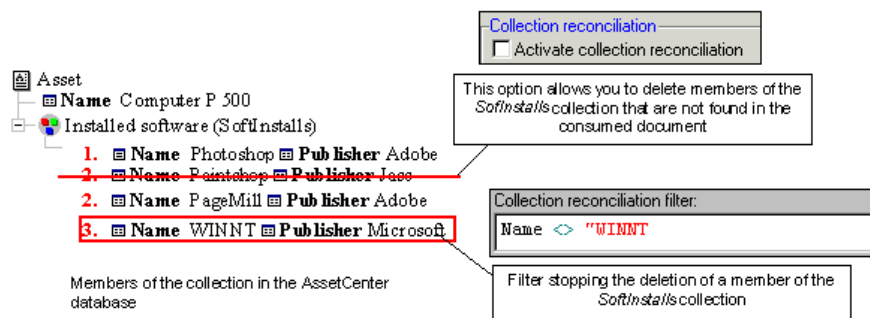 Collection reconciliation
Activate collection reconciliation
Asset
Name Computer P 500
Installed software (SoftInstalls)
1. Name Photoshop Publisher Adobe
2. Name Paintshop Publisher Jasc
2. Name PageMill Publisher Adobe
3. Name WINNT Publisher Microsoft
This option allows you to delete members of the
SofInstalls collection that are not found in the
consumed document
Collection reconciliation filter:
Name <> "WINNT
Members of the collection in the AssetCenter
database
Filter stopping the deletion of a member of the
SoftInstalls collection